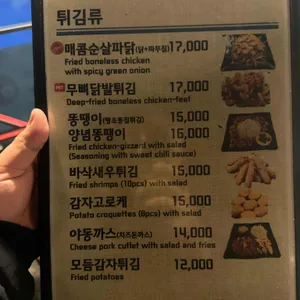 튀김류
매콤순살파닭(닭+파무침) 17,000
Fried boneless chicken
with spicy green onion
무뼈닭발튀김 17,000
Deep-fried boneless chicken-feet
똥땡이(닭똥집튀김) 15,000
양념똥땡이 16,000
Fried chicken-gizzard with salad
(Seasoning with sweet chili sauce)
바삭새우튀김 15,000
Fried shrimps (10pcs) with salad
감자고로케 15,000
Potato croquettes (8pcs) with salad
야동까스(치즈돈까스) 14,000
Cheese pork cutlet with salad and fries
모듬감자튀김 12,000
Fried potatoes